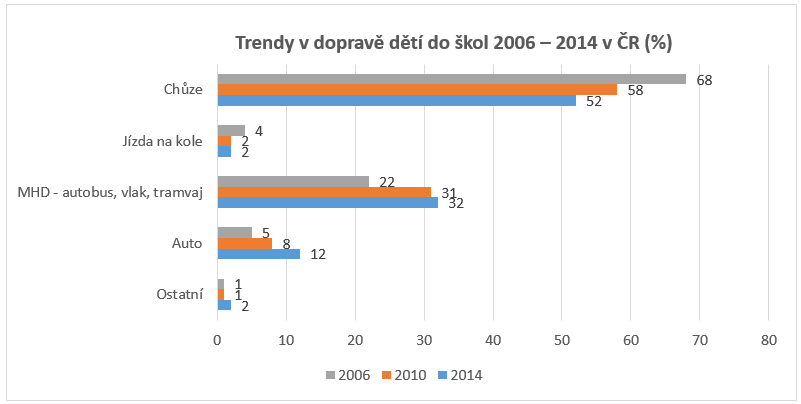 Trendy v dopravě dětí do škol 2006 – 2014 v ČR (%)
Chůze
68
58
52
Jízda na kole
4
2
2
MHD - autobus, vlak, tramvaj
22
31
32
Auto
5
8
12
Ostatní
1
1
2
0 10 20 30 40 50 60 70 80
2006 2010 2014